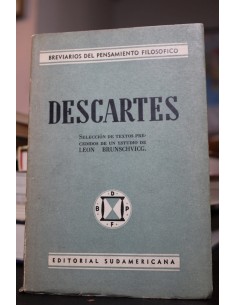 BREVIARIOS DEL PENSAMIENTO FILOSOFICO
DESCARTES
SELECCIÓN DE TEXTOS PRE-
CEDIDOS DE UN ESTUDIO DE
LEON BRUNSCHVICG.
D
B P
F
EDITORIAL SUDAMERICANA